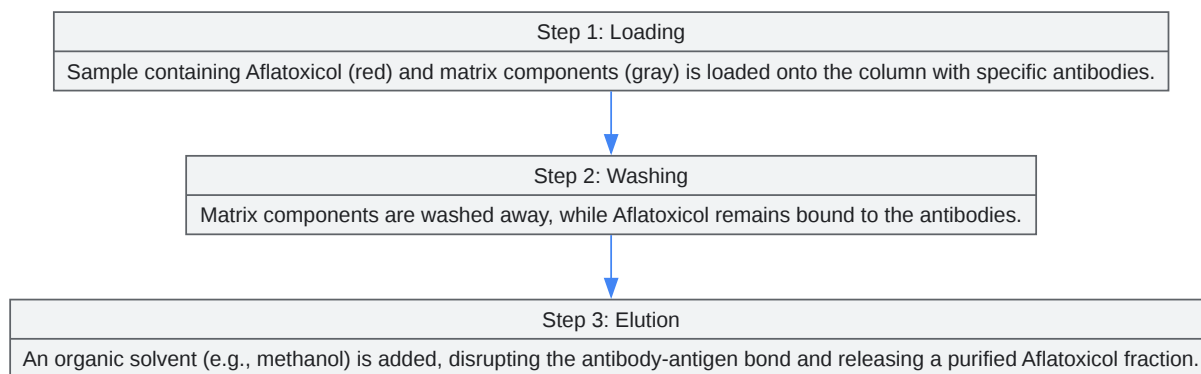 Step 1: Loading
Sample containing Aflatoxicol (red) and matrix components (gray) is loaded onto the column with specific antibodies.
Step 2: Washing
Matrix components are washed away, while Aflatoxicol remains bound to the antibodies.
Step 3: Elution
An organic solvent (e.g., methanol) is added, disrupting the antibody-antigen bond and releasing a purified Aflatoxicol fraction.